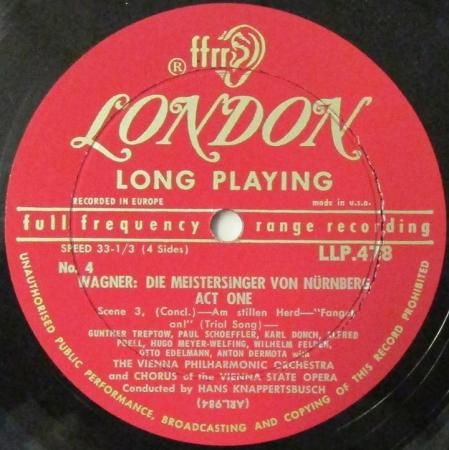 ffrr
®
LONDON
LONG PLAYING
RECORDED IN EUROPE made in u.s.a.
full frequency range recording
SPEED 33-1/3 (4 Sides) LLP.478
No. 4
WAGNER: DIE MEISTERSINGER VON NÜRNBERG,
ACT ONE
Scene 3, (Concl.)—Am stillen Herd—"Fanget
an!" (Trial Song)—
GUNTHER TREPTOW, PAUL SCHOEFFLER, KARL DONCH, ALFRED
POELL, HUGO MEYER-WELFING, WILHELM FELDEN,
OTTO EDELMANN, ANTON DERMOTA with
THE VIENNA PHILHARMONIC ORCHESTRA
and CHORUS of the VIENNA STATE OPERA
Conducted by HANS KNAPPERTSBUSCH
(ARL984)
UNAUTHORISED PUBLIC PERFORMANCE, BROADCASTING AND COPYING OF THIS RECORD PROHIBITED